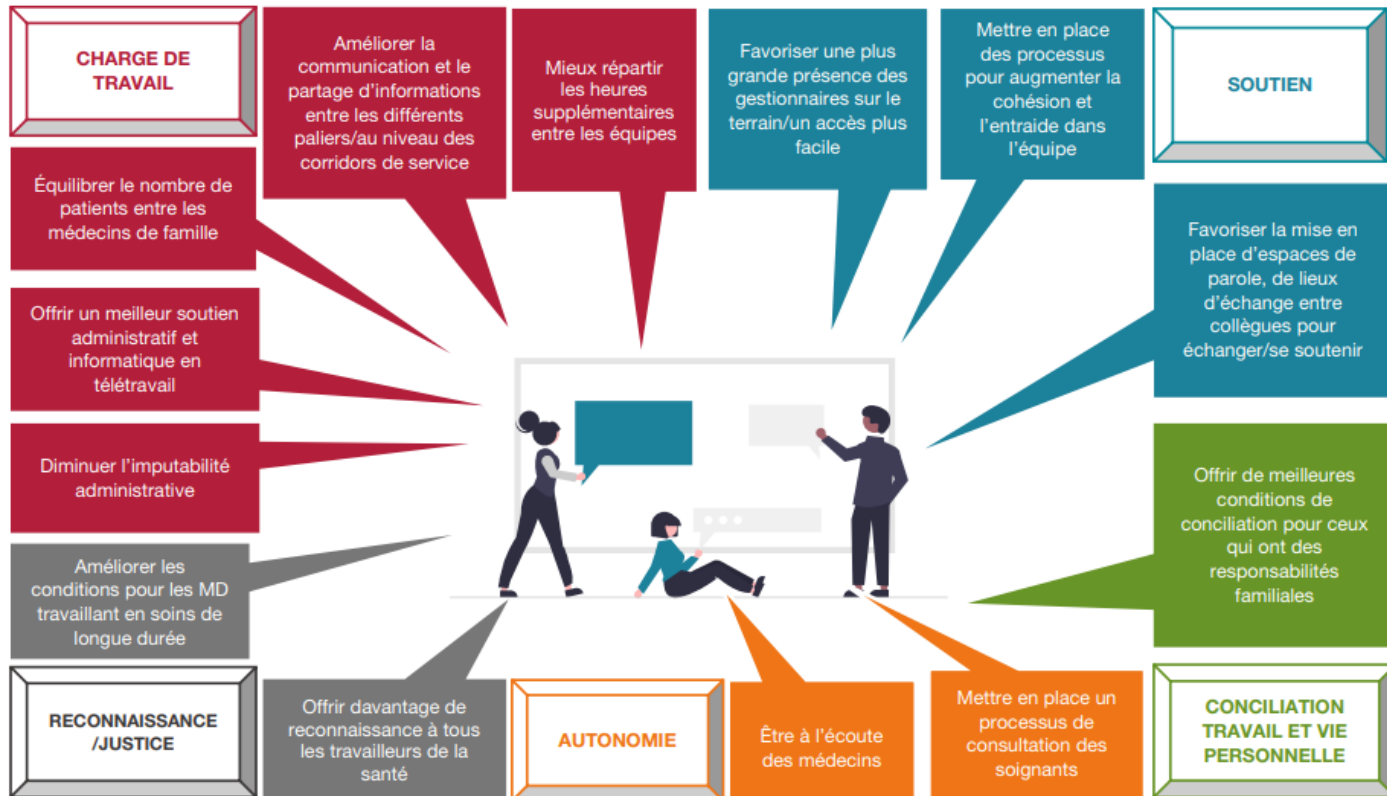 CHARGE DE
TRAVAIL
Améliorer la
communication et le
partage d'informations
entre les différents
paliers/au niveau des
corridors de service
Mieux répartir
les heures
supplémentaires
entre les équipes
Favoriser une plus
grande présence des
gestionnaires sur le
terrain/un accès plus
facile
Mettre en place
des processus
pour augmenter la
cohésion et
l'entraide dans
l'équipe
SOUTIEN
Équilibrer le nombre de
patients entre les
médecins de famille
Favoriser la mise en
place d'espaces de
parole, de lieux
d'échange entre
collègues pour
échanger/se soutenir
Offrir un meilleur soutien
administratif et
informatique en
télétravail
Diminuer l'imputabilité
administrative
Offrir de meilleures
conditions de
conciliation pour ceux
qui ont des
responsabilités
familiales
Améliorer les
conditions pour les MD
travaillant en soins de
longue durée
RECONNAISSANCE
/JUSTICE
Offrir davantage de
reconnaissance à tous
les travailleurs de la
santé
AUTONOMIE
Être à l'écoute
des médecins
Mettre en place un
processus de
consultation des
soignants
CONCILIATION
TRAVAIL ET VIE
PERSONNELLE